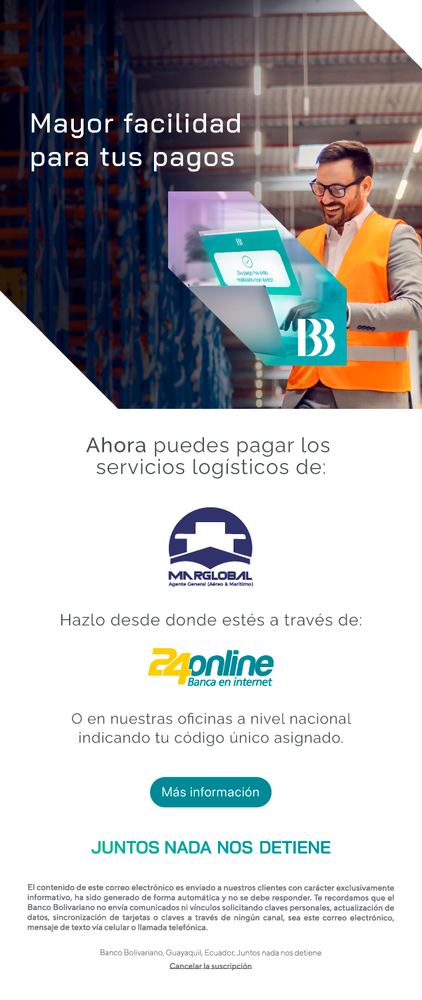 Mayor facilidad
para tus pagos
BB
¡Su pago ha sido
realizado con éxito!
BB
Ahora puedes pagar los
servicios logísticos de:
MARGLOBAL
Agente General (Aéreo & Marítimo)
Hazlo desde donde estés a través de:
24online
Banca en internet
O en nuestras oficinas a nivel nacional
indicando tu código único asignado.
Más información
JUNTOS NADA NOS DETIENE
El contenido de este correo electrónico es enviado a nuestros clientes con carácter exclusivamente
informativo, ha sido generado de forma automática y no se debe responder. Te recordamos que el
Banco Bolivariano no envía comunicados ni vínculos solicitando claves personales, actualización de
datos, sincronización de tarjetas o claves a través de ningún canal, sea este correo electrónico,
mensaje de texto vía celular o llamada telefónica.
Banco Bolivariano, Guayaquil, Ecuador, Juntos nada nos detiene
Cancelar la suscripción